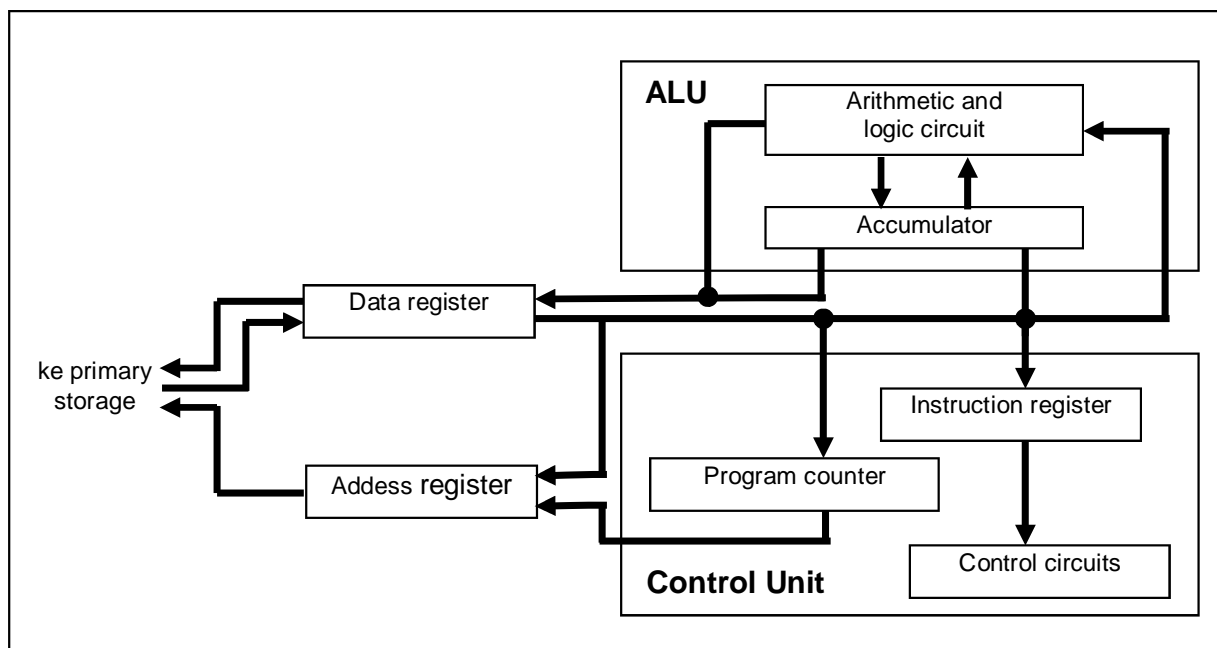 ALU
Arithmetic and
logic circuit
Accumulator
Data register
ke primary
storage
Instruction register
Program counter
Addess register
Control circuits
Control Unit